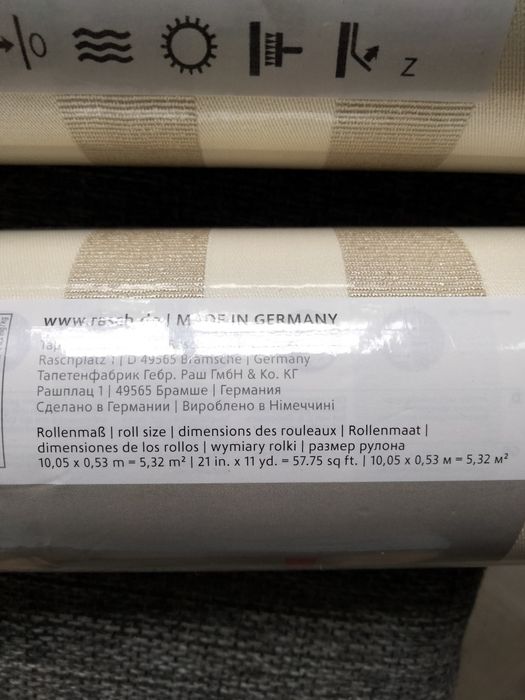 Z
www.rasch.de | MADE IN GERMANY
Raschplatz 1 | D 49565 Bramsche | Germany
Тапетенфабрик Гебр. Раш ГмбН & Ко. КГ
Рашплац 1 | 49565 Брамше | Германия
Сделано в Германии | Вироблено в Німеччині
Rollenmaß | roll size | dimensions des rouleaux | Rollenmaat |
dimensiones de los rollos | wymiary rolki | размер рулона
10,05 x 0,53 m = 5,32 m² | 21 in. x 11 yd. = 57.75 sq ft. | 10,05 x 0,53 м = 5,32 м²